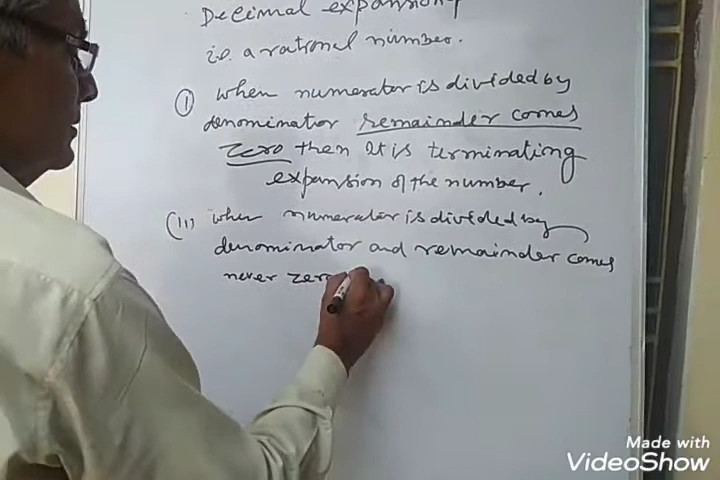 Decimal expansion of
i.e. a rational number.
(I) when numerator is divided by
denominator remainder comes
zero then it is terminating
expansion of the number.
(II) when numerator is divided by
denominator and remainder comes
never zero
Made with
VideoShow